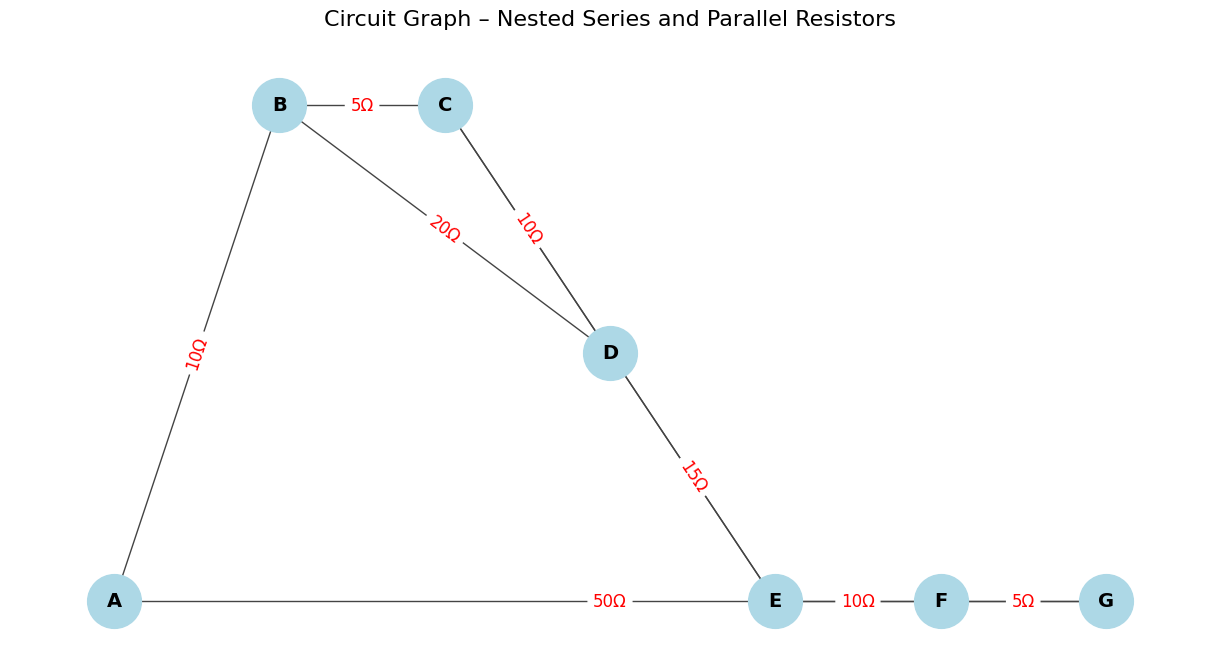 Circuit Graph – Nested Series and Parallel Resistors
B 5Ω C
20Ω
10Ω
D
10Ω
15Ω
A 50Ω E 10Ω F 5Ω G